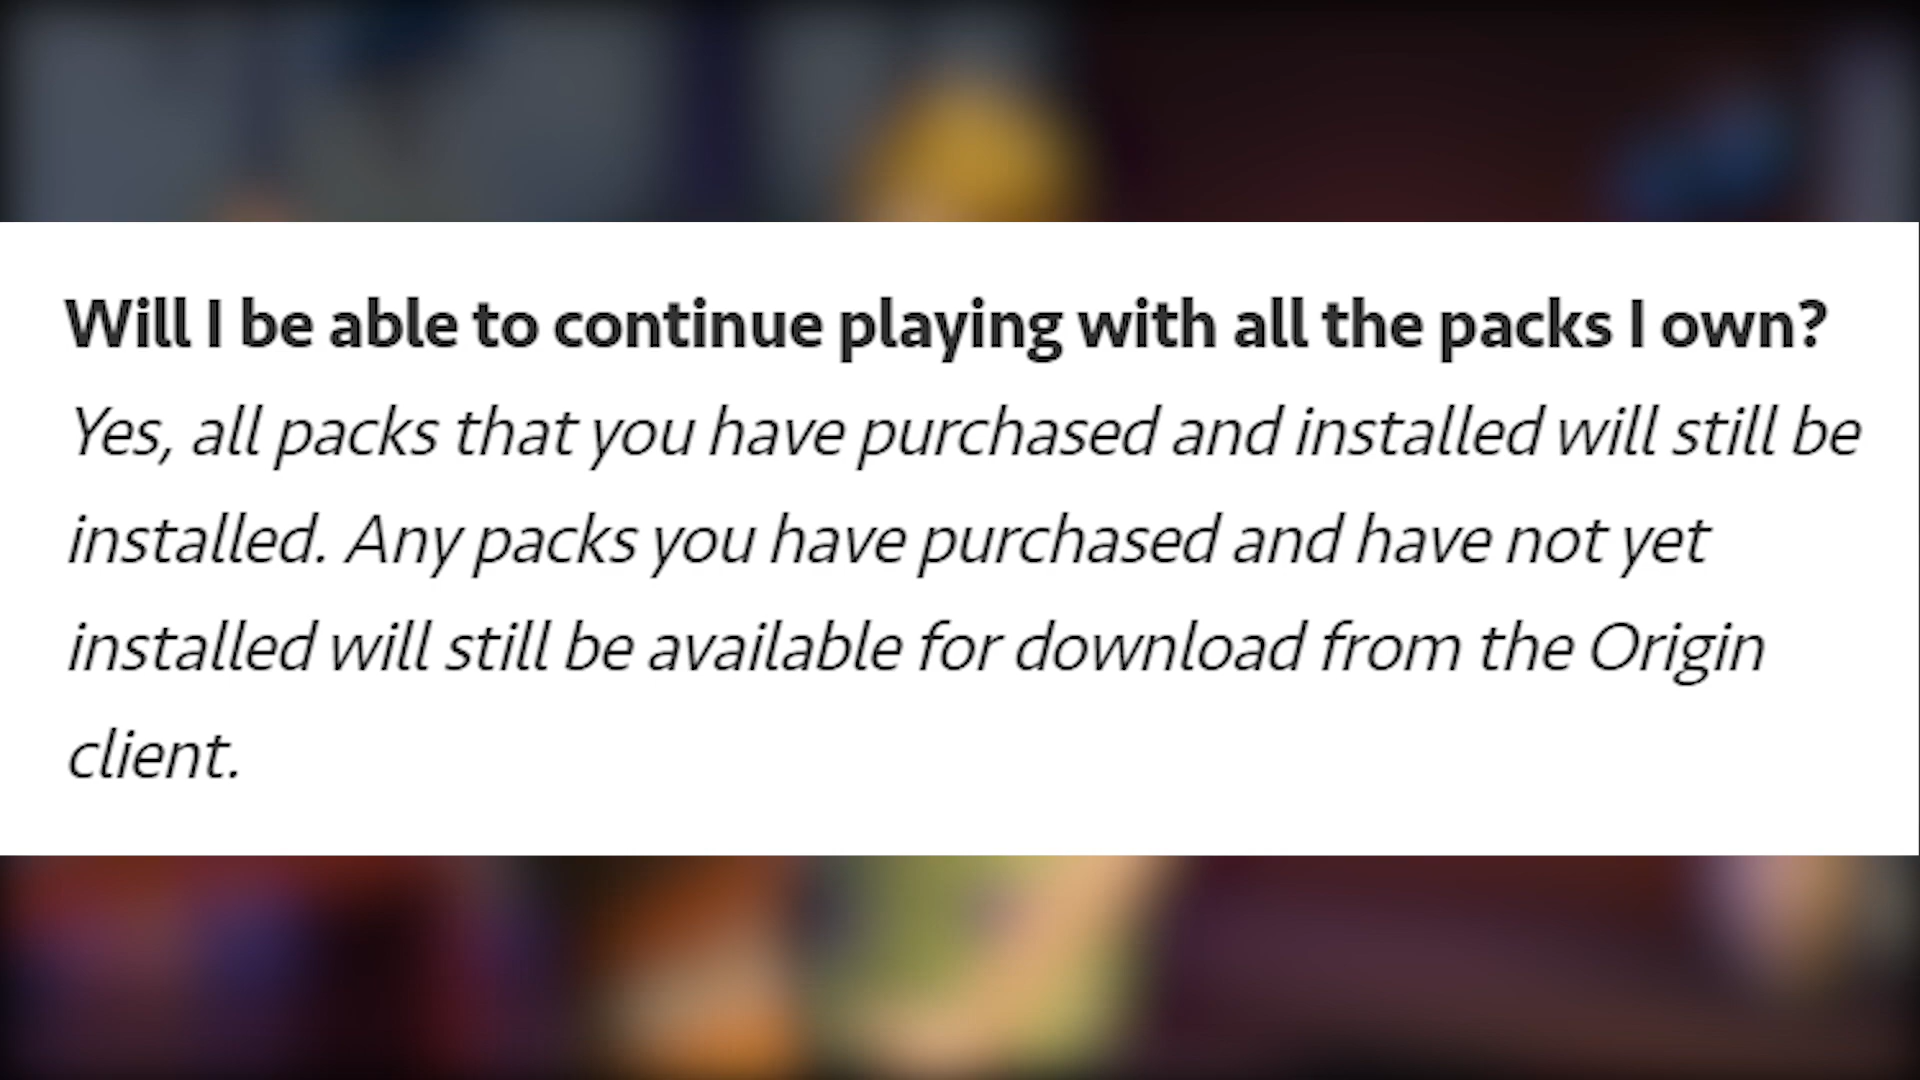 Will I be able to continue playing with all the packs I own?
Yes, all packs that you have purchased and installed will still be
installed. Any packs you have purchased and have not yet
installed will still be available for download from the Origin
client.